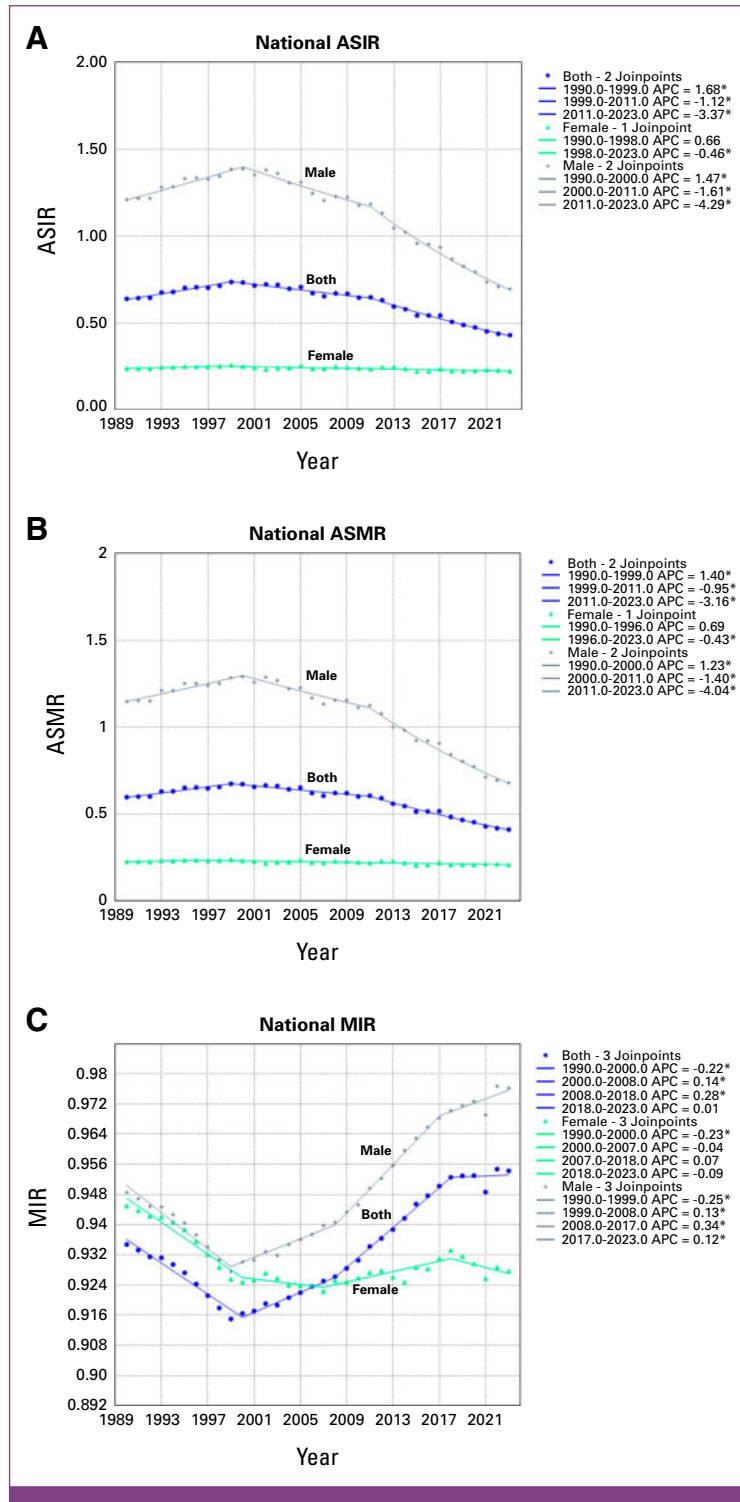 A
National ASIR
2.00
1.50
1.00
0.50
0.00
ASIR
Male
Both
Female
1989 1993 1997 2001 2005 2009 2013 2017 2021
Year
Both - 2 Joinpoints
1990.0-1999.0 APC = 1.68*
1999.0-2011.0 APC = -1.12*
2011.0-2023.0 APC = -3.37*
Female - 1 Joinpoint
1990.0-1998.0 APC = 0.66
1998.0-2023.0 APC = -0.46*
Male - 2 Joinpoints
1990.0-2000.0 APC = 1.47*
2000.0-2011.0 APC = -1.61*
2011.0-2023.0 APC = -4.29*
B
National ASMR
2
1.5
1
0.5
0
ASMR
Male
Both
Female
1989 1993 1997 2001 2005 2009 2013 2017 2021
Year
Both - 2 Joinpoints
1990.0-1999.0 APC = 1.40*
1999.0-2011.0 APC = -0.95*
2011.0-2023.0 APC = -3.16*
Female - 1 Joinpoint
1990.0-1996.0 APC = 0.69
1996.0-2023.0 APC = -0.43*
Male - 2 Joinpoints
1990.0-2000.0 APC = 1.23*
2000.0-2011.0 APC = -1.40*
2011.0-2023.0 APC = -4.04*
C
National MIR
0.98
0.972
0.964
0.956
0.948
0.94
0.932
0.924
0.916
0.908
0.90
0.892
MIR
Male
Both
Female
1989 1993 1997 2001 2005 2009 2013 2017 2021
Year
Both - 3 Joinpoints
1990.0-2000.0 APC = -0.22*
2000.0-2008.0 APC = 0.14*
2008.0-2018.0 APC = 0.28*
2018.0-2023.0 APC = 0.01
Female - 3 Joinpoints
1990.0-2000.0 APC = -0.23*
2000.0-2007.0 APC = -0.04
2007.0-2018.0 APC = 0.07
2018.0-2023.0 APC = -0.09
Male - 3 Joinpoints
1990.0-1999.0 APC = -0.25*
1999.0-2008.0 APC = 0.13*
2008.0-2017.0 APC = 0.34*
2017.0-2023.0 APC = 0.12*